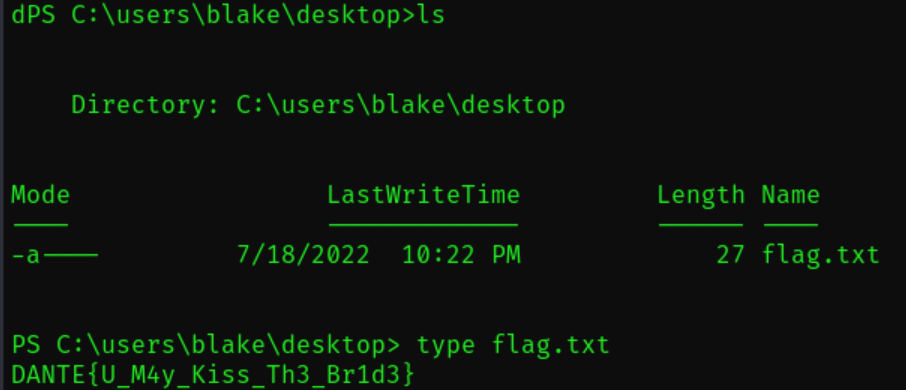 dPS C:\users\blake\desktop>ls
Directory: C:\users\blake\desktop
Mode LastWriteTime Length Name
-a---- 7/18/2022 10:22 PM 27 flag.txt
PS C:\users\blake\desktop> type flag.txt
DANTE{U_M4y_Kiss_Th3_Br1d3}